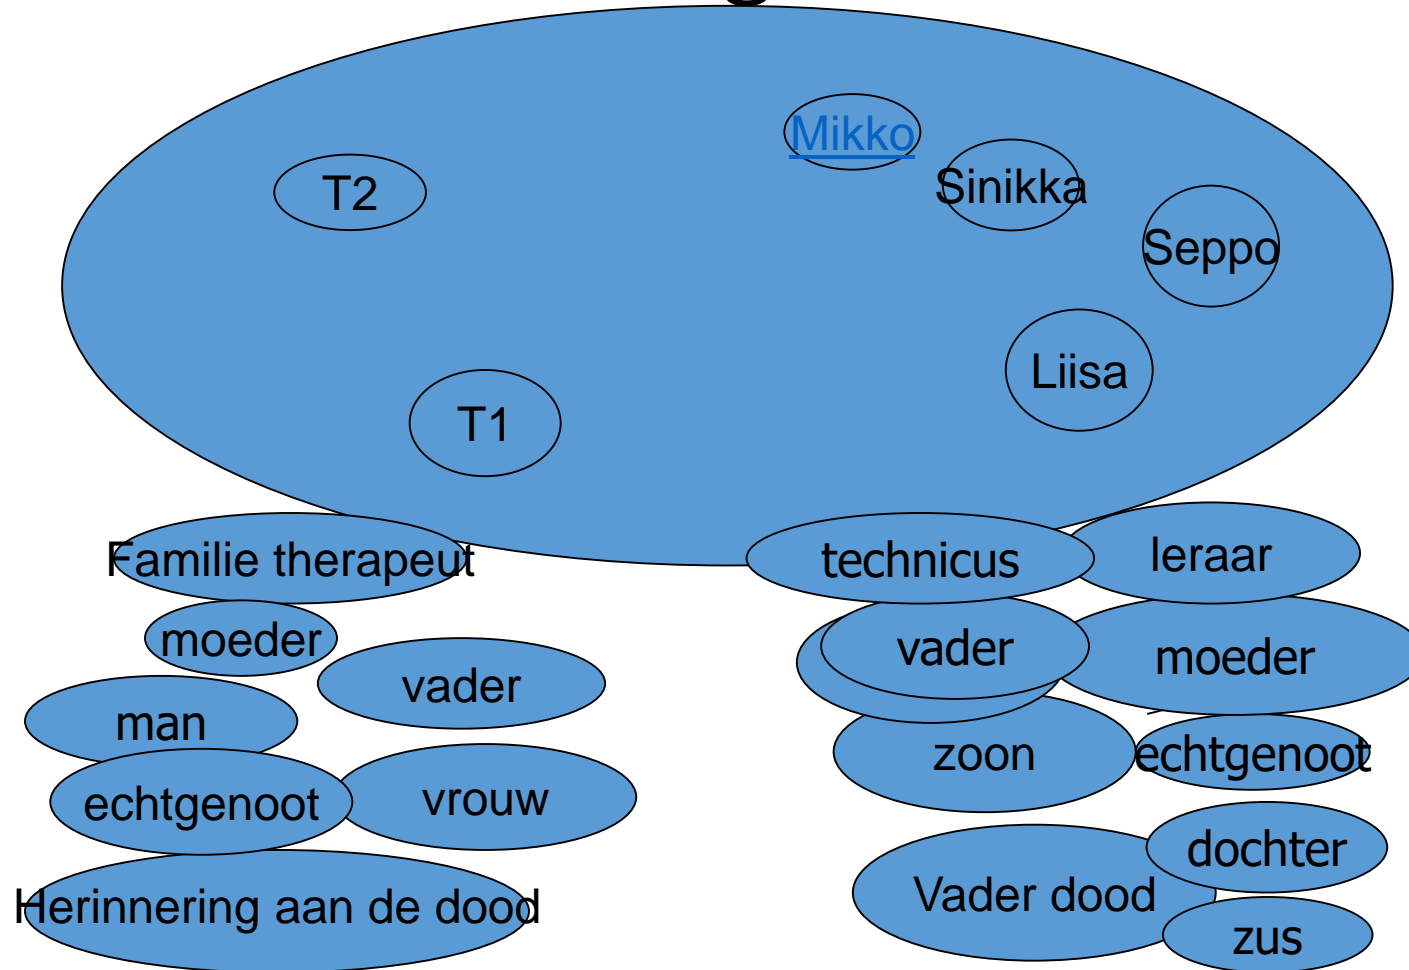 Mikko
T2
Sinikka
Seppo
Liisa
T1
Familie therapeut
technicus
leraar
moeder
vader
vader
moeder
man
zoon
echtgenoot
echtgenoot
vrouw
dochter
Vader dood
Herinnering aan de dood
zus